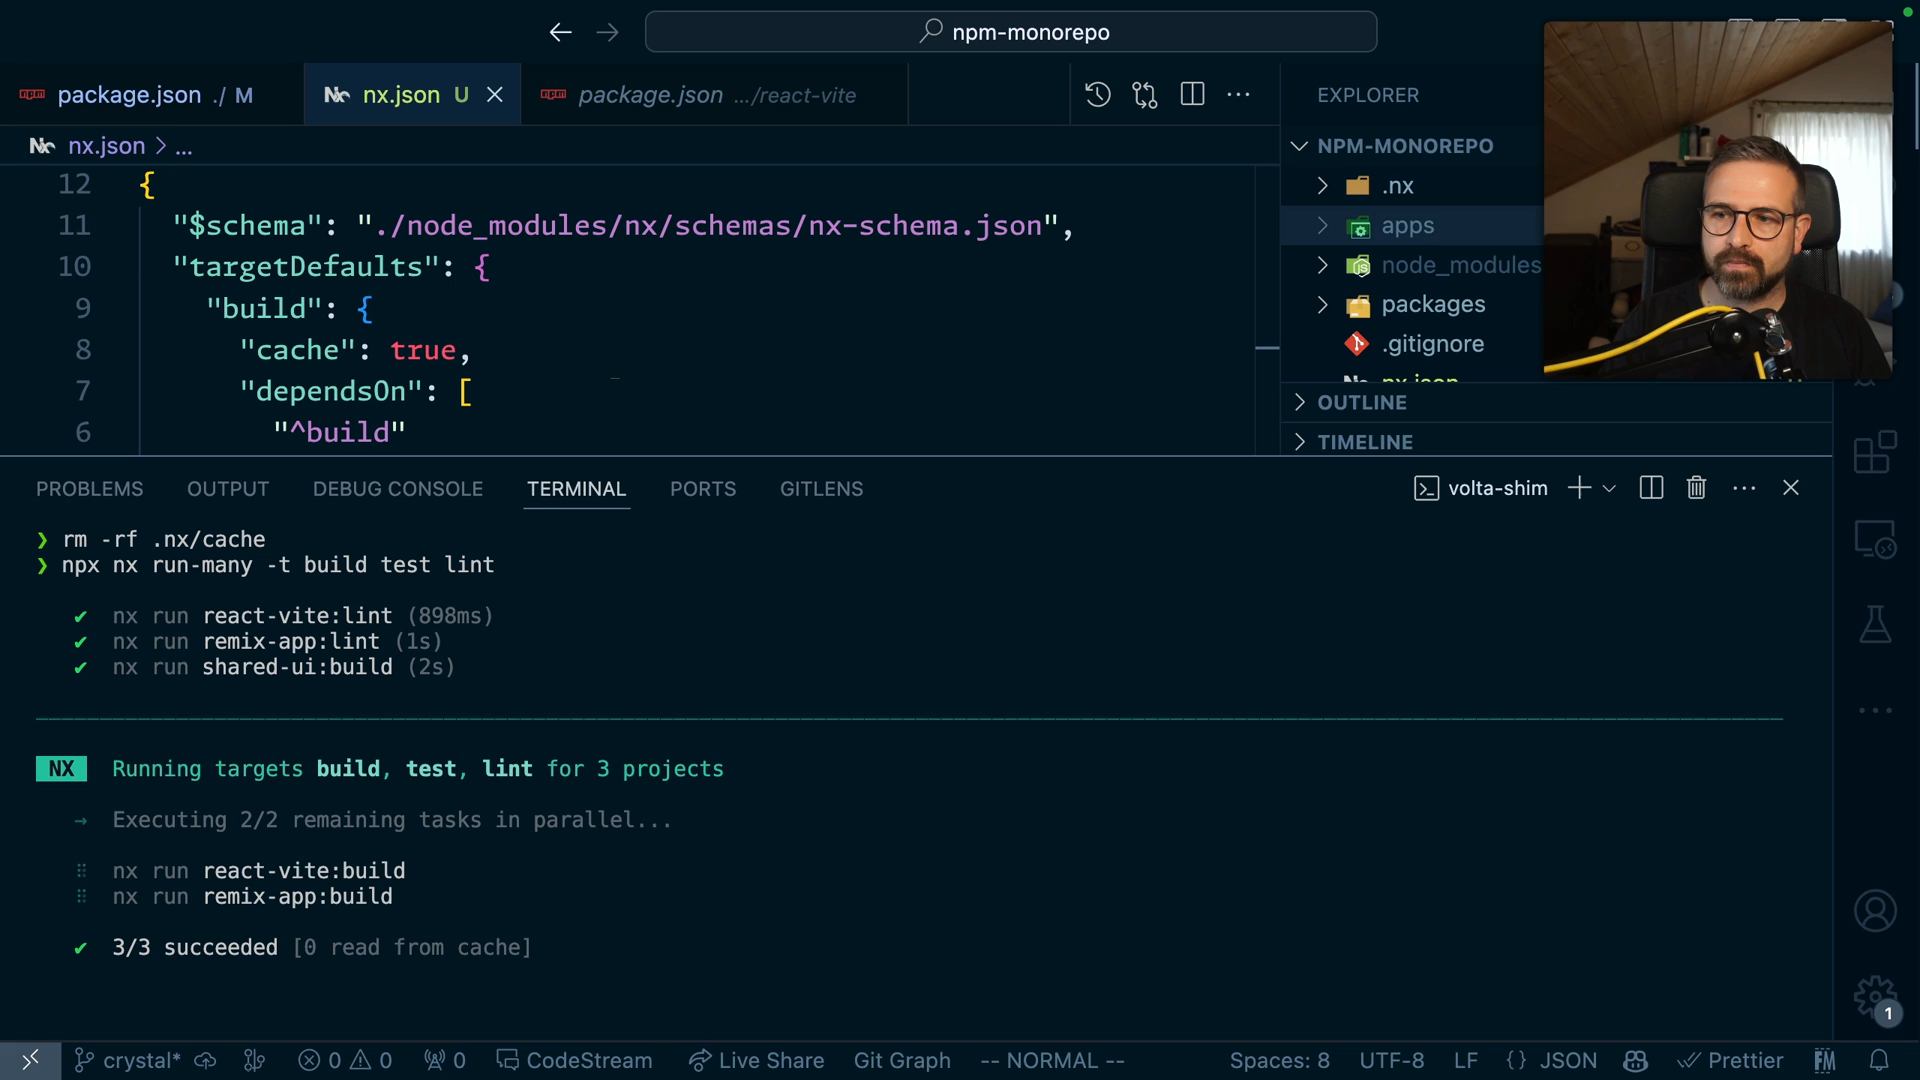 npm-monorepo
package.json ./ M
nx.json U
package.json .../react-vite
EXPLORER
nx.json > ...
NPM-MONOREPO
.nx
apps
node_modules
packages
.gitignore
nx.json
OUTLINE
TIMELINE
12 {
11 "$schema": "./node_modules/nx/schemas/nx-schema.json",
10 "targetDefaults": {
9 "build": {
8 "cache": true,
7 "dependsOn": [
6 "^build"
PROBLEMS OUTPUT DEBUG CONSOLE TERMINAL PORTS GITLENS
volta-shim
❯ rm -rf .nx/cache
❯ npx nx run-many -t build test lint
✔ nx run react-vite:lint (898ms)
✔ nx run remix-app:lint (1s)
✔ nx run shared-ui:build (2s)
NX Running targets build, test, lint for 3 projects
→ Executing 2/2 remaining tasks in parallel...
nx run react-vite:build
nx run remix-app:build
✔ 3/3 succeeded [0 read from cache]
1
crystal* 0 0 0 CodeStream Live Share Git Graph -- NORMAL -- Spaces: 8 UTF-8 LF {} JSON Prettier FM